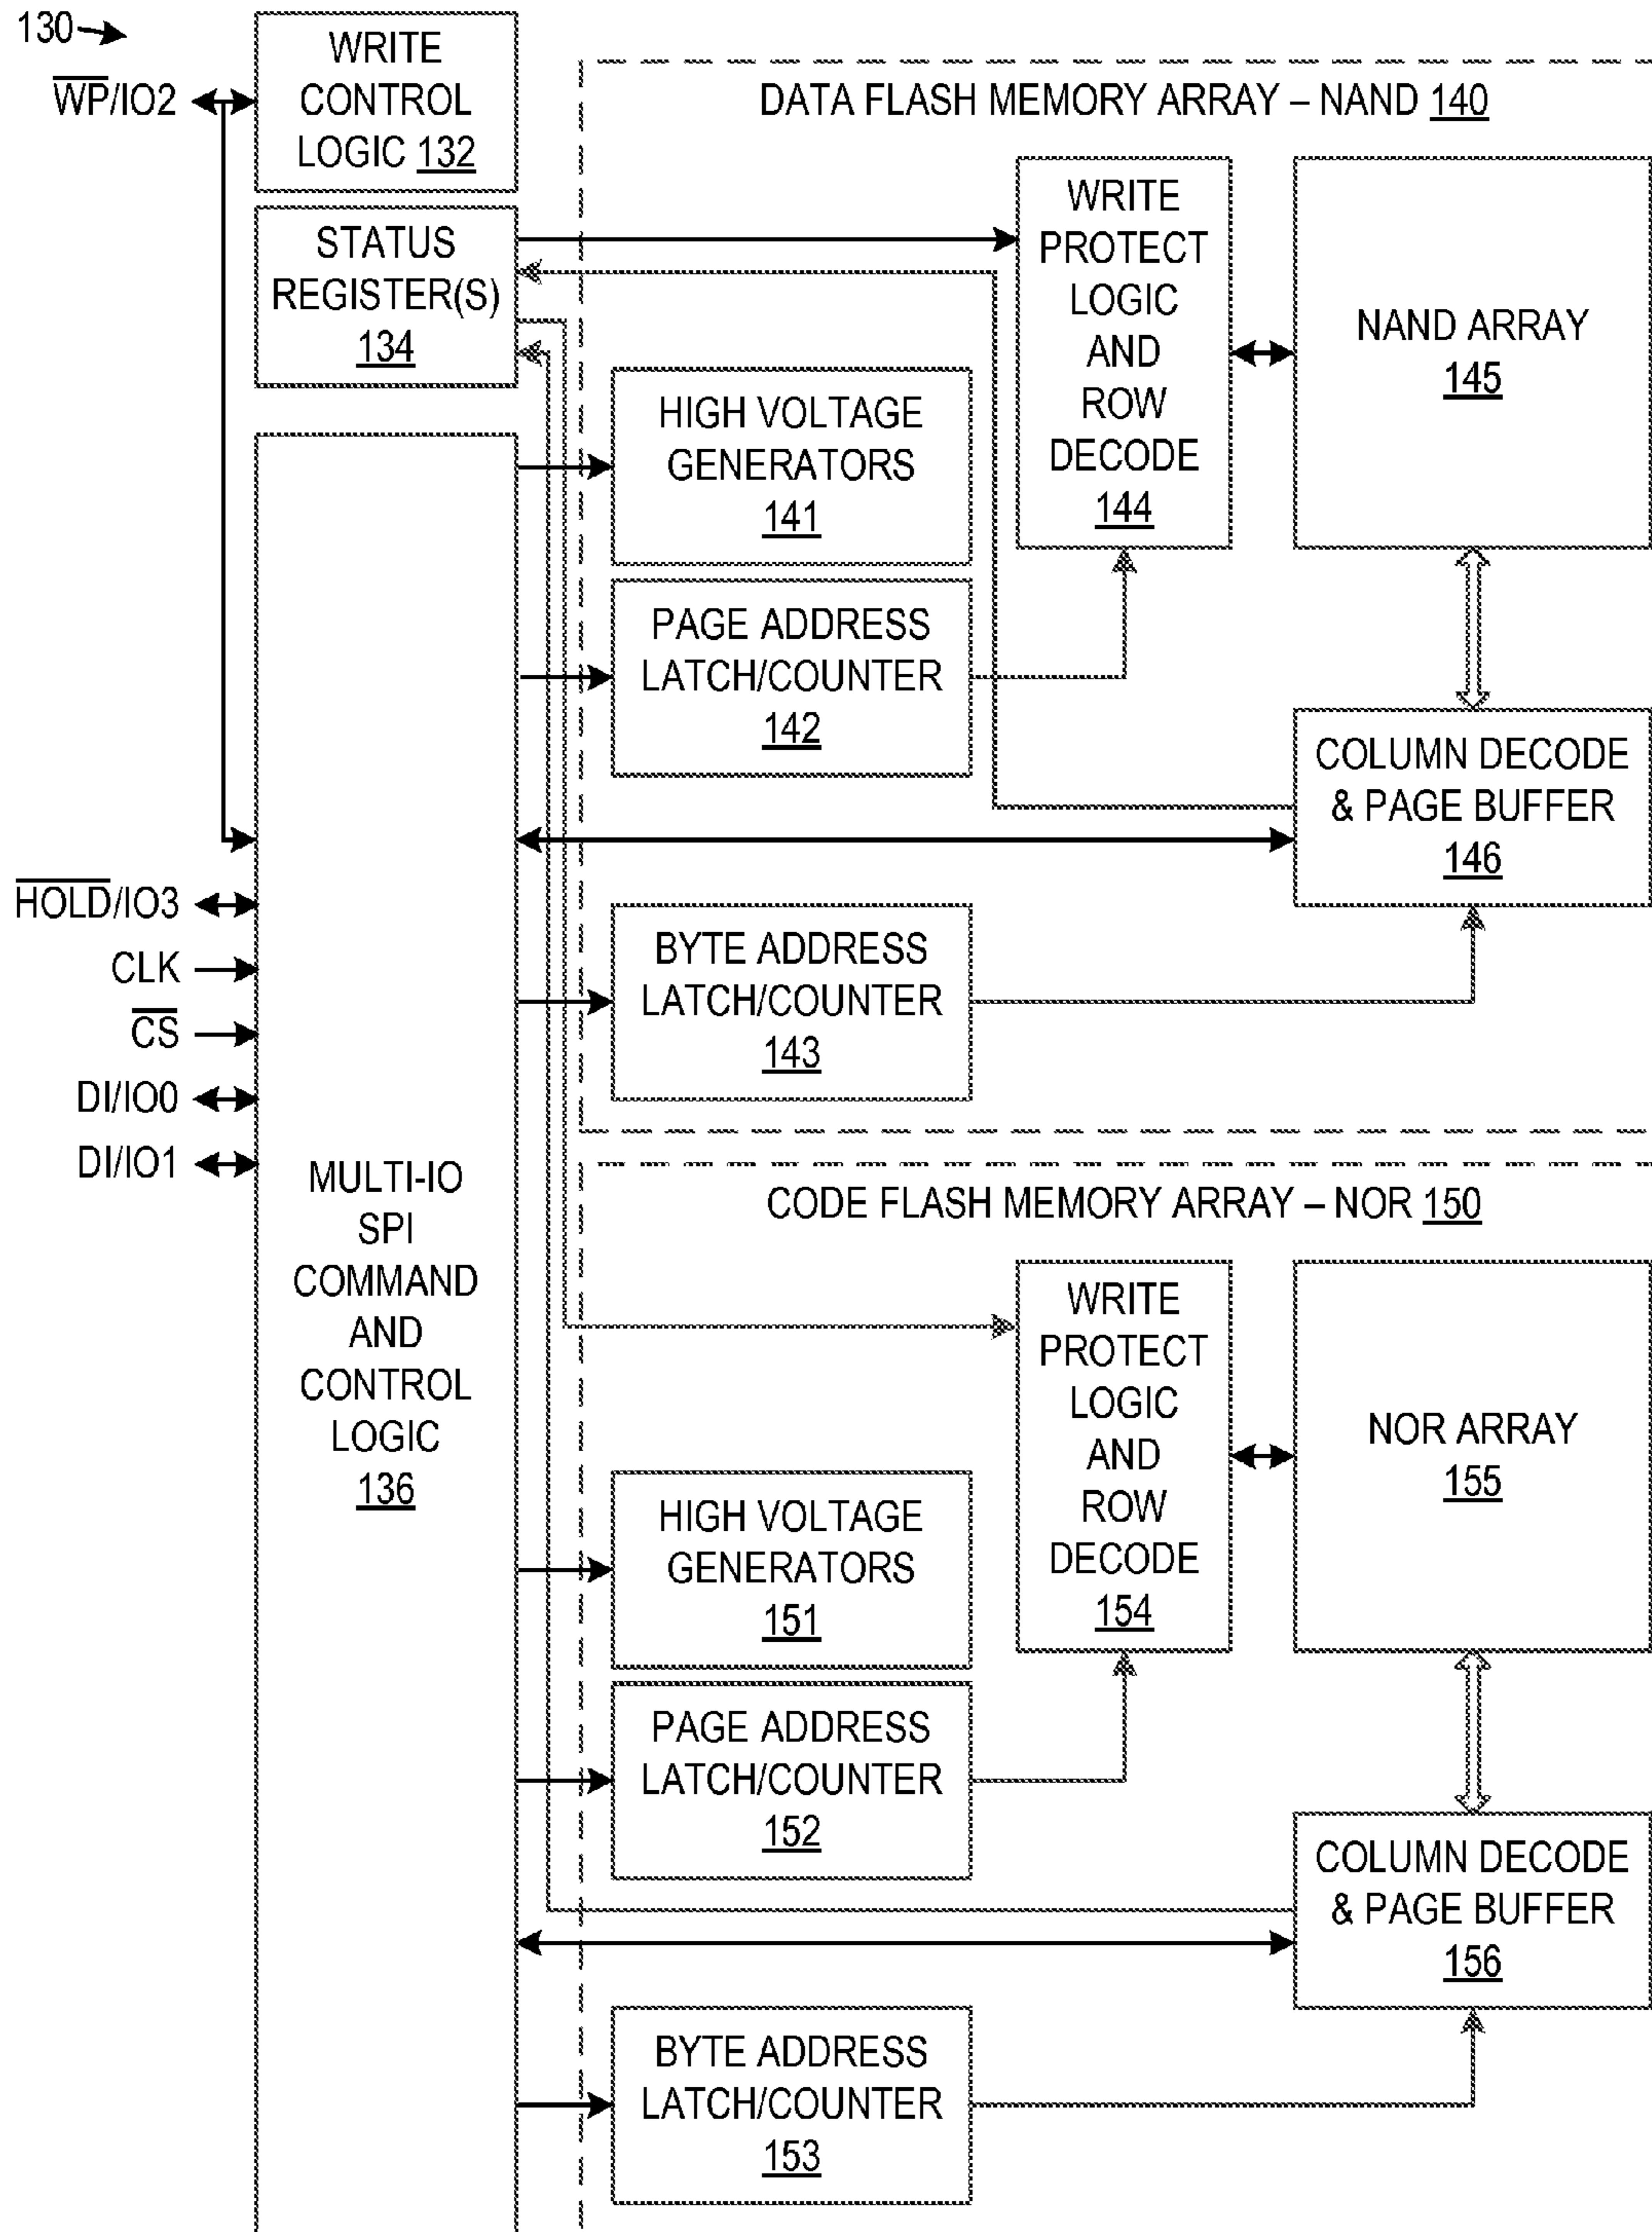 130
WRITE
CONTROL
LOGIC 132
W̅P̅/IO2
STATUS
REGISTER(S)
134
DATA FLASH MEMORY ARRAY – NAND 140
WRITE
PROTECT
LOGIC
AND
ROW
DECODE
144
NAND ARRAY
145
HIGH VOLTAGE
GENERATORS
141
PAGE ADDRESS
LATCH/COUNTER
142
COLUMN DECODE
& PAGE BUFFER
146
BYTE ADDRESS
LATCH/COUNTER
143
H̅O̅L̅D̅/IO3
CLK
C̅S̅
DI/IO0
DI/IO1
MULTI-IO
SPI
COMMAND
AND
CONTROL
LOGIC
136
CODE FLASH MEMORY ARRAY – NOR 150
WRITE
PROTECT
LOGIC
AND
ROW
DECODE
154
NOR ARRAY
155
HIGH VOLTAGE
GENERATORS
151
PAGE ADDRESS
LATCH/COUNTER
152
COLUMN DECODE
& PAGE BUFFER
156
BYTE ADDRESS
LATCH/COUNTER
153